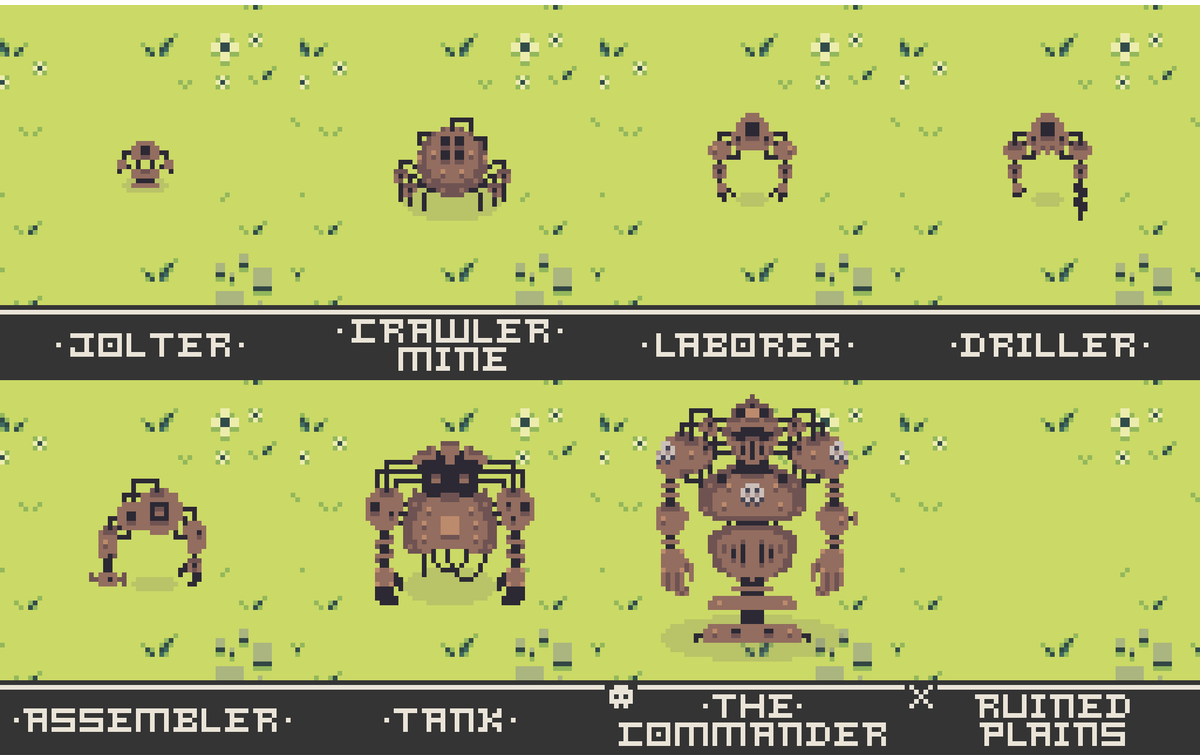 ·JOLTER·
·CRAWLER·
MINE
·LABORER·
·DRILLER·
·ASSEMBLER·
·TANK·
·THE·
COMMANDER
RUINED
PLAINS